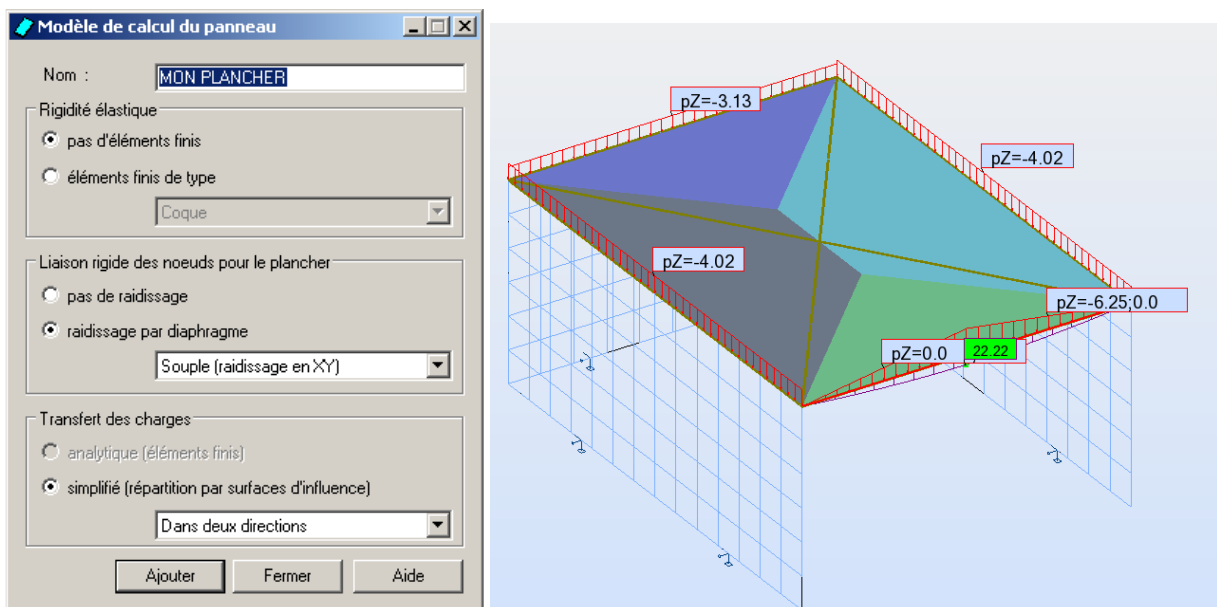 Modèle de calcul du panneau
Nom :
MON PLANCHER
Rigidité élastique
pas d'éléments finis
éléments finis de type
Coque
Liaison rigide des noeuds pour le plancher
pas de raidissage
raidissage par diaphragme
Souple (raidissage en XY)
Transfert des charges
analytique (éléments finis)
simplifié (répartition par surfaces d'influence)
Dans deux directions
Ajouter
Fermer
Aide
pZ=-3.13
pZ=-4.02
pZ=-4.02
pZ=-6.25;0.0
pZ=0.0
22.22